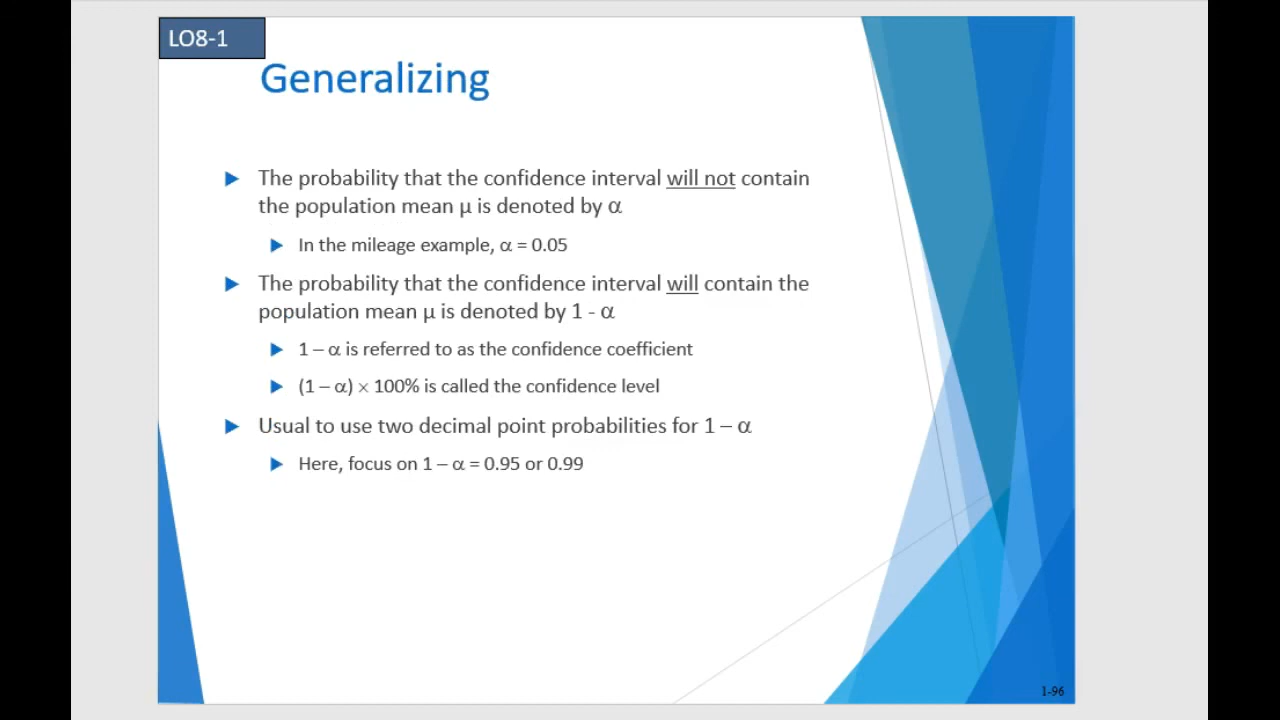 LO8-1
Generalizing
The probability that the confidence interval will not contain
the population mean μ is denoted by α
In the mileage example, α = 0.05
The probability that the confidence interval will contain the
population mean μ is denoted by 1 - α
1 – α is referred to as the confidence coefficient
(1 – α) × 100% is called the confidence level
Usual to use two decimal point probabilities for 1 – α
Here, focus on 1 – α = 0.95 or 0.99
1-96